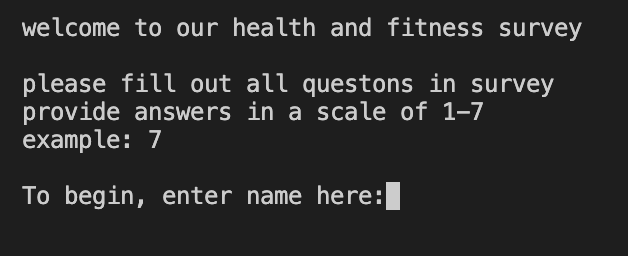 welcome to our health and fitness survey
please fill out all questons in survey
provide answers in a scale of 1-7
example: 7
To begin, enter name here: